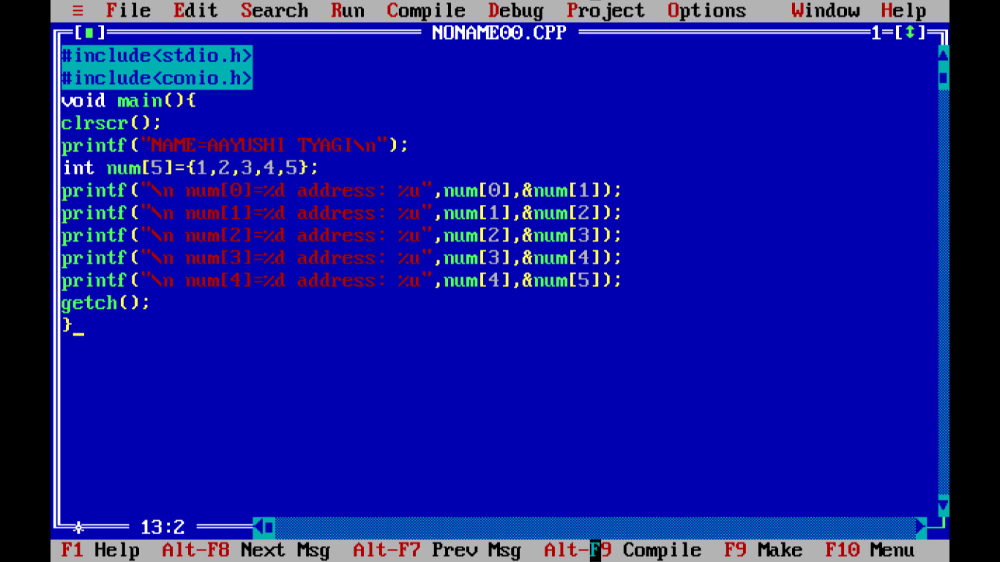 ≡ File Edit Search Run Compile Debug Project Options Window Help
[■] NONAME00.CPP 1=[↕]
#include<stdio.h>
#include<conio.h>
void main(){
clrscr();
printf("NAME=AAYUSHI TYAGI\n");
int num[5]={1,2,3,4,5};
printf("\n num[0]=%d address: %u",num[0],&num[1]);
printf("\n num[1]=%d address: %u",num[1],&num[2]);
printf("\n num[2]=%d address: %u",num[2],&num[3]);
printf("\n num[3]=%d address: %u",num[3],&num[4]);
printf("\n num[4]=%d address: %u",num[4],&num[5]);
getch();
}_
13:2
F1 Help Alt-F8 Next Msg Alt-F7 Prev Msg Alt-F9 Compile F9 Make F10 Menu